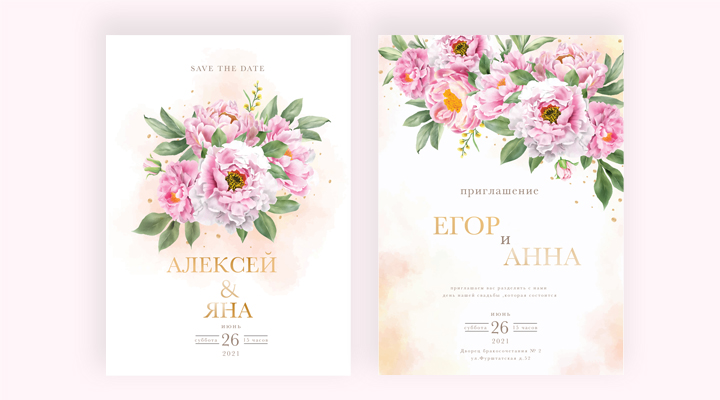 SAVE THE DATE
АЛЕКСЕЙ
&
ЯНА
июнь
суббота 26 15 часов
2021
приглашение
ЕГОР
и
АННА
приглашаем вас разделить с нами
день нашей свадьбы ,которая состоится
июнь
суббота 26 15 часов
2021
Дворец бракосочетания № 2
ул.Фурштатская д.52